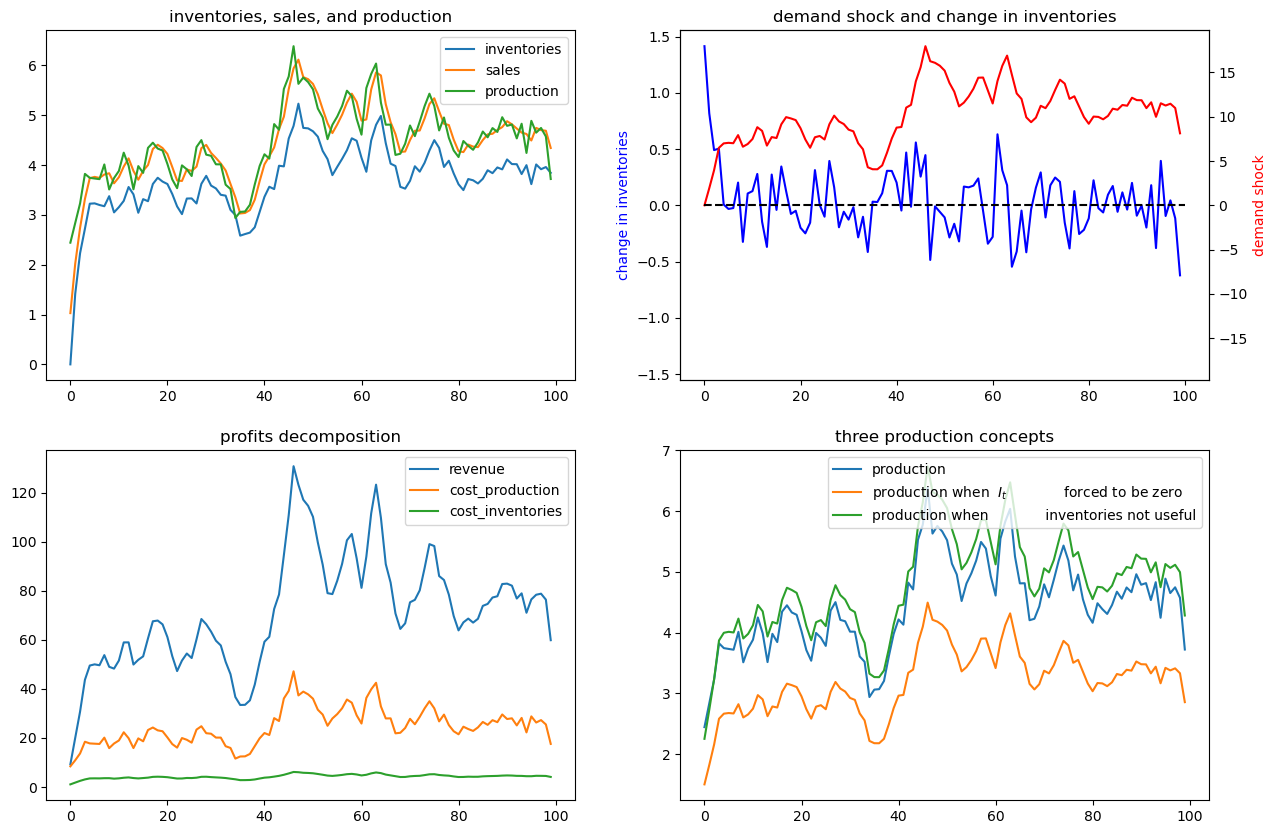 inventories, sales, and production
inventories
sales
production
6
5
4
3
2
1
0
0 20 40 60 80 100
demand shock and change in inventories
1.5
1.0
0.5
0.0
−0.5
−1.0
−1.5
change in inventories
15
10
5
0
−5
−10
−15
demand shock
0 20 40 60 80 100
profits decomposition
revenue
cost_production
cost_inventories
120
100
80
60
40
20
0
0 20 40 60 80 100
three production concepts
production
production when I_t forced to be zero
production when inventories not useful
7
6
5
4
3
2
0 20 40 60 80 100